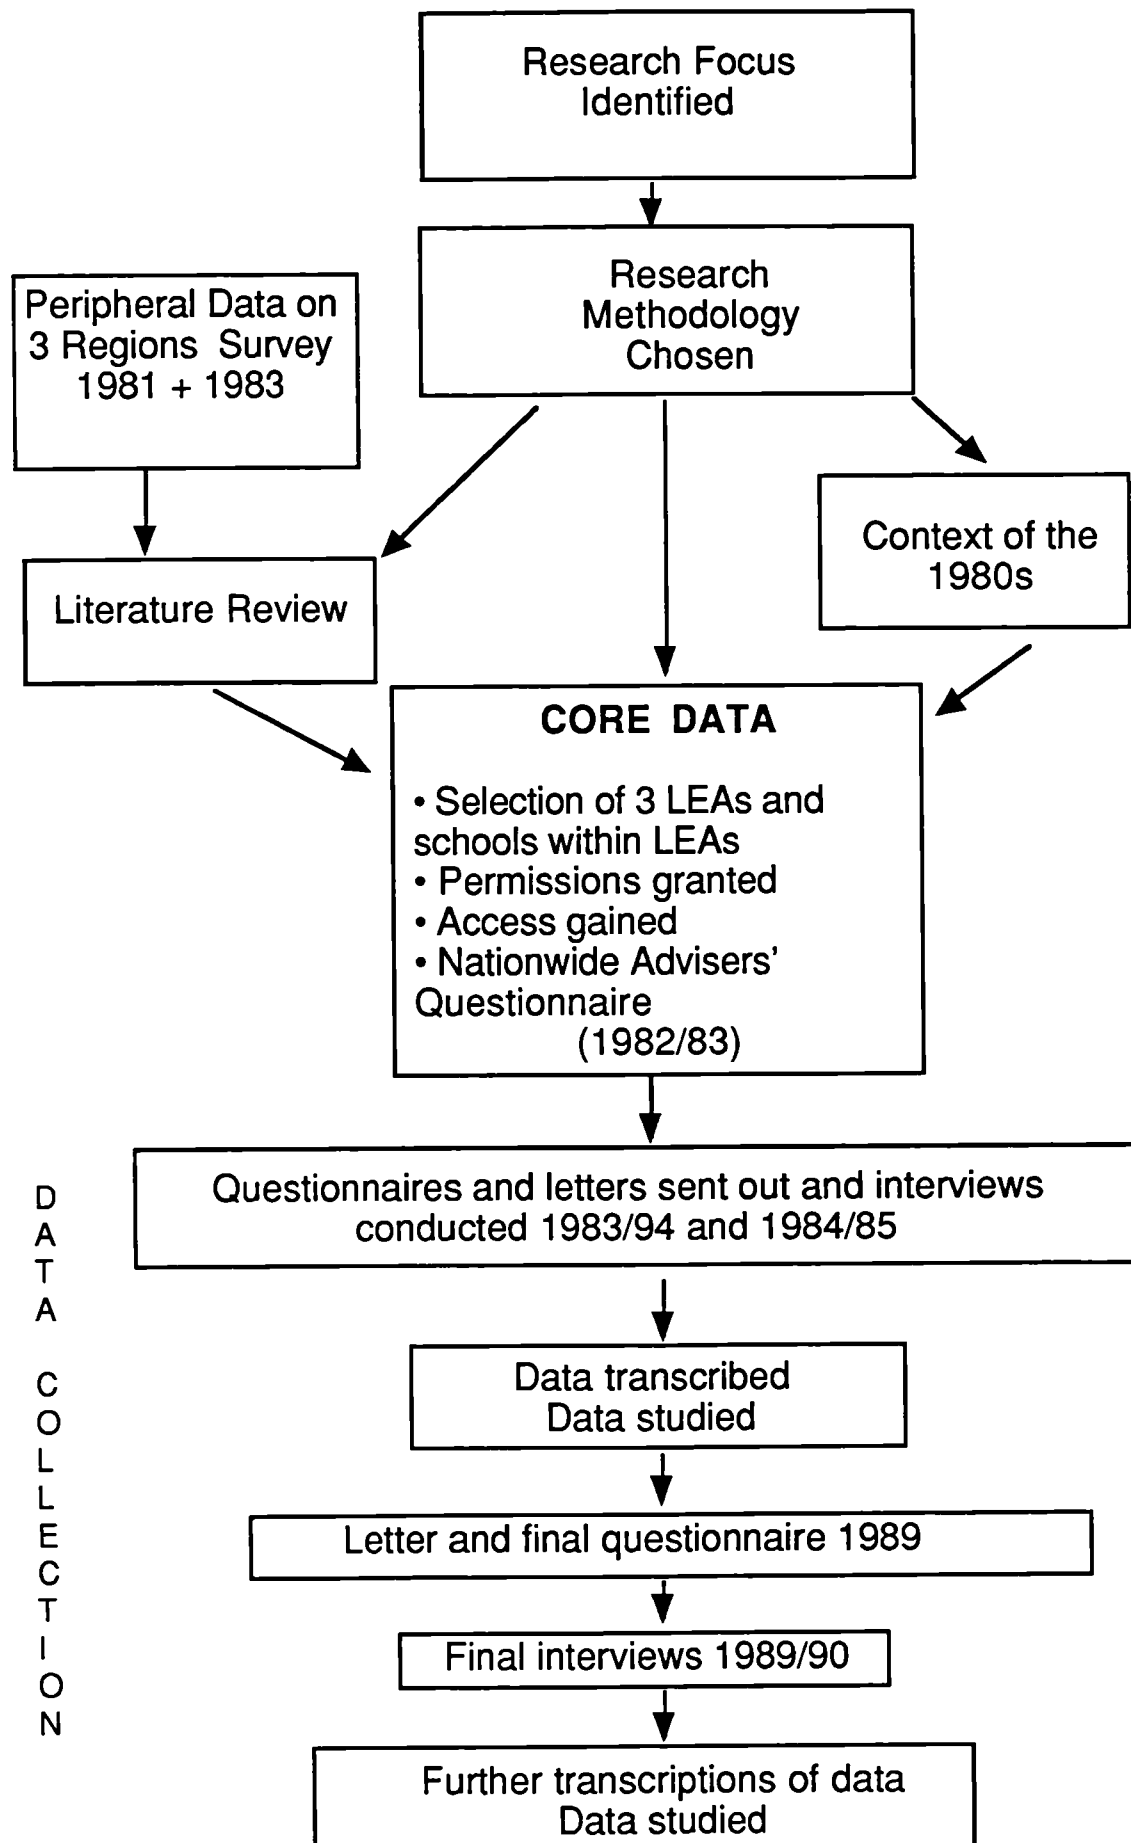 Research Focus
Identified
Research
Methodology
Chosen
Peripheral Data on
3 Regions Survey
1981 + 1983
Context of the
1980s
Literature Review
CORE DATA
• Selection of 3 LEAs and
schools within LEAs
• Permissions granted
• Access gained
• Nationwide Advisers'
Questionnaire
(1982/83)
Questionnaires and letters sent out and interviews
conducted 1983/94 and 1984/85
Data transcribed
Data studied
Letter and final questionnaire 1989
Final interviews 1989/90
Further transcriptions of data
Data studied
DATA COLLECTION